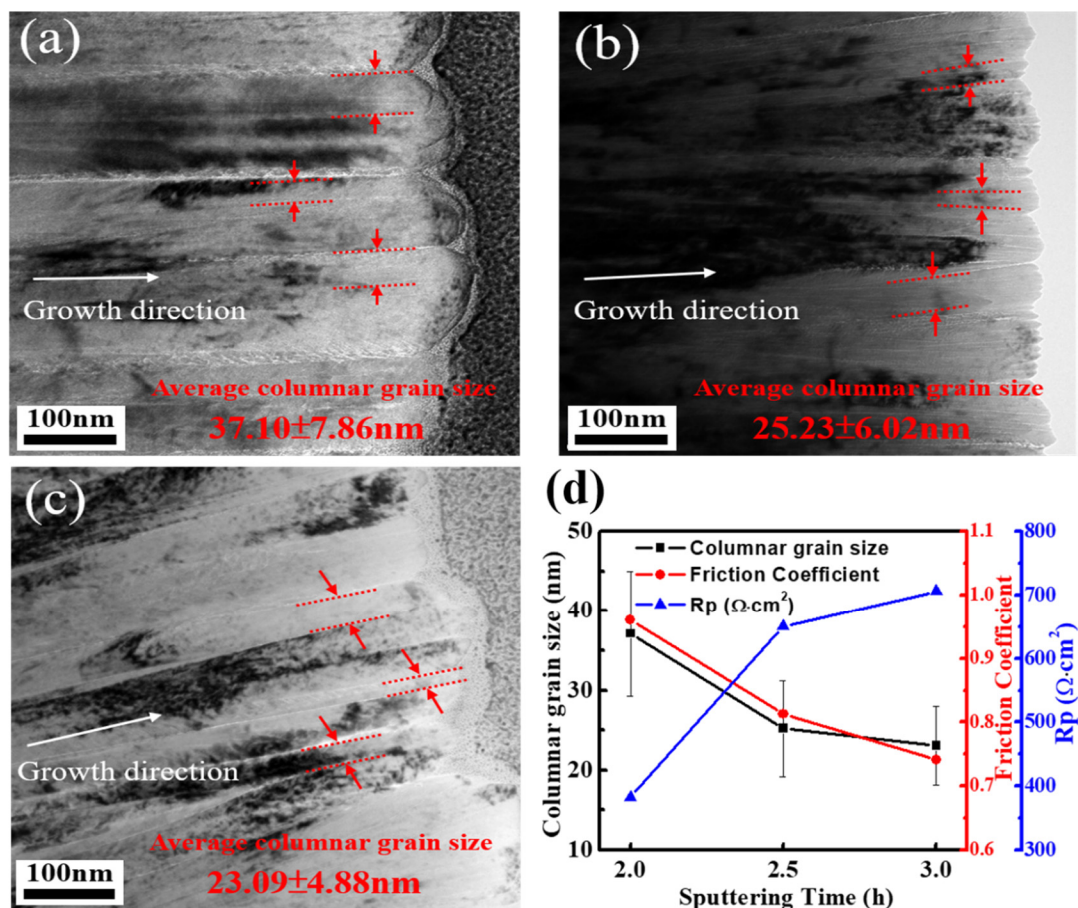 (a)
Growth direction
Average columnar grain size
100nm
37.10±7.86nm
(b)
Growth direction
Average columnar grain size
100nm
25.23±6.02nm
(c)
Growth direction
Average columnar grain size
100nm
23.09±4.88nm
(d)
Columnar grain size (nm)
50
40
30
20
10
Columnar grain size
Friction Coefficient
Rp (Ω·cm²)
2.0
2.5
3.0
Sputtering Time (h)
1.1
1.0
0.9
0.8
0.7
0.6
Friction Coefficient
800
700
600
500
400
300
Rp (Ω·cm²)